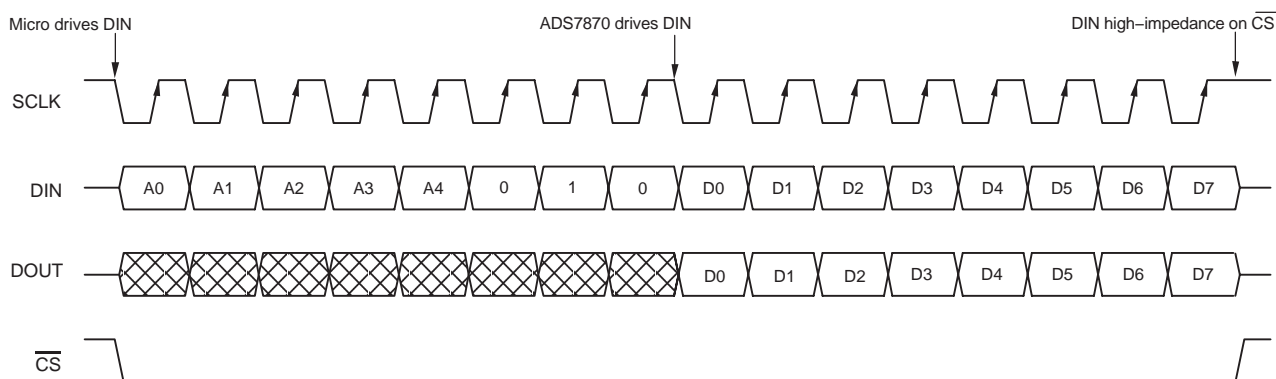 Micro drives DIN ADS7870 drives DIN DIN high–impedance on CS
SCLK
DIN A0 A1 A2 A3 A4 0 1 0 D0 D1 D2 D3 D4 D5 D6 D7
DOUT D0 D1 D2 D3 D4 D5 D6 D7
CS